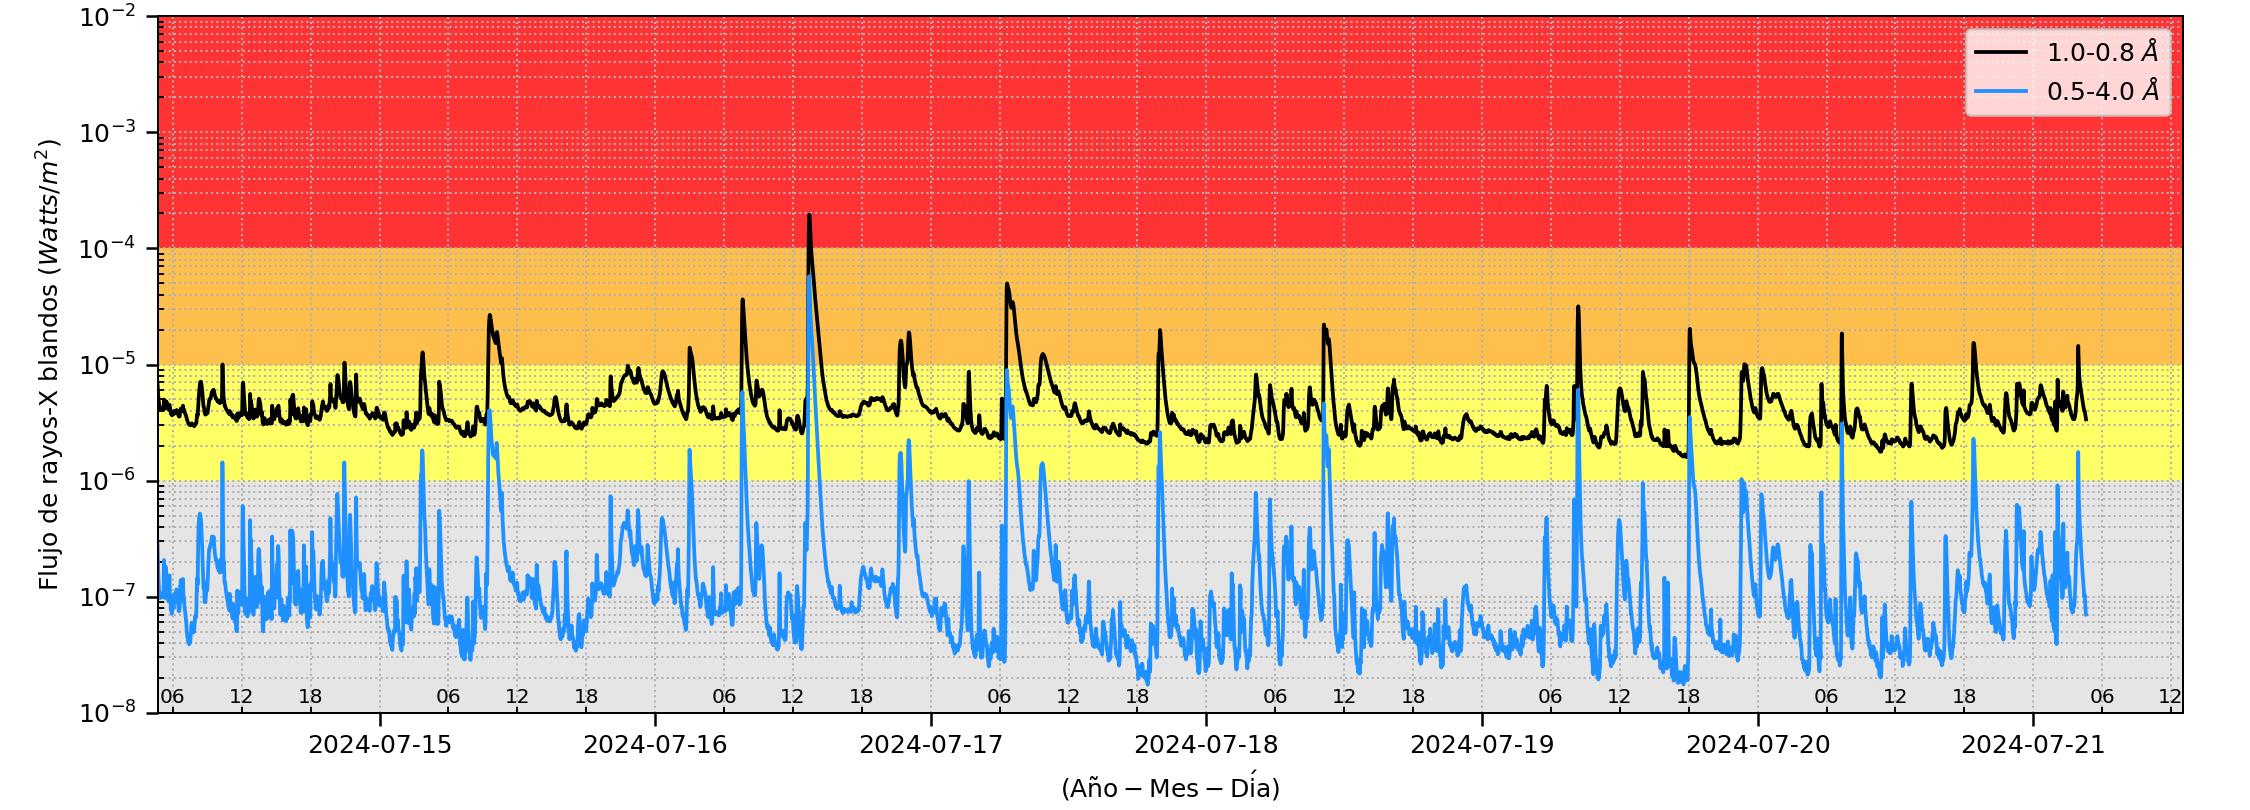 10⁻²
1.0-0.8 Å
0.5-4.0 Å
10⁻³
10⁻⁴
10⁻⁵
10⁻⁶
10⁻⁷
10⁻⁸
Flujo de rayos-X blandos (Watts/m²)
06 12 18 06 12 18 06 12 18 06 12 18 06 12 18 06 12 18 06 12 18 06 12
2024-07-15 2024-07-16 2024-07-17 2024-07-18 2024-07-19 2024-07-20 2024-07-21
(Año − Mes − Día)